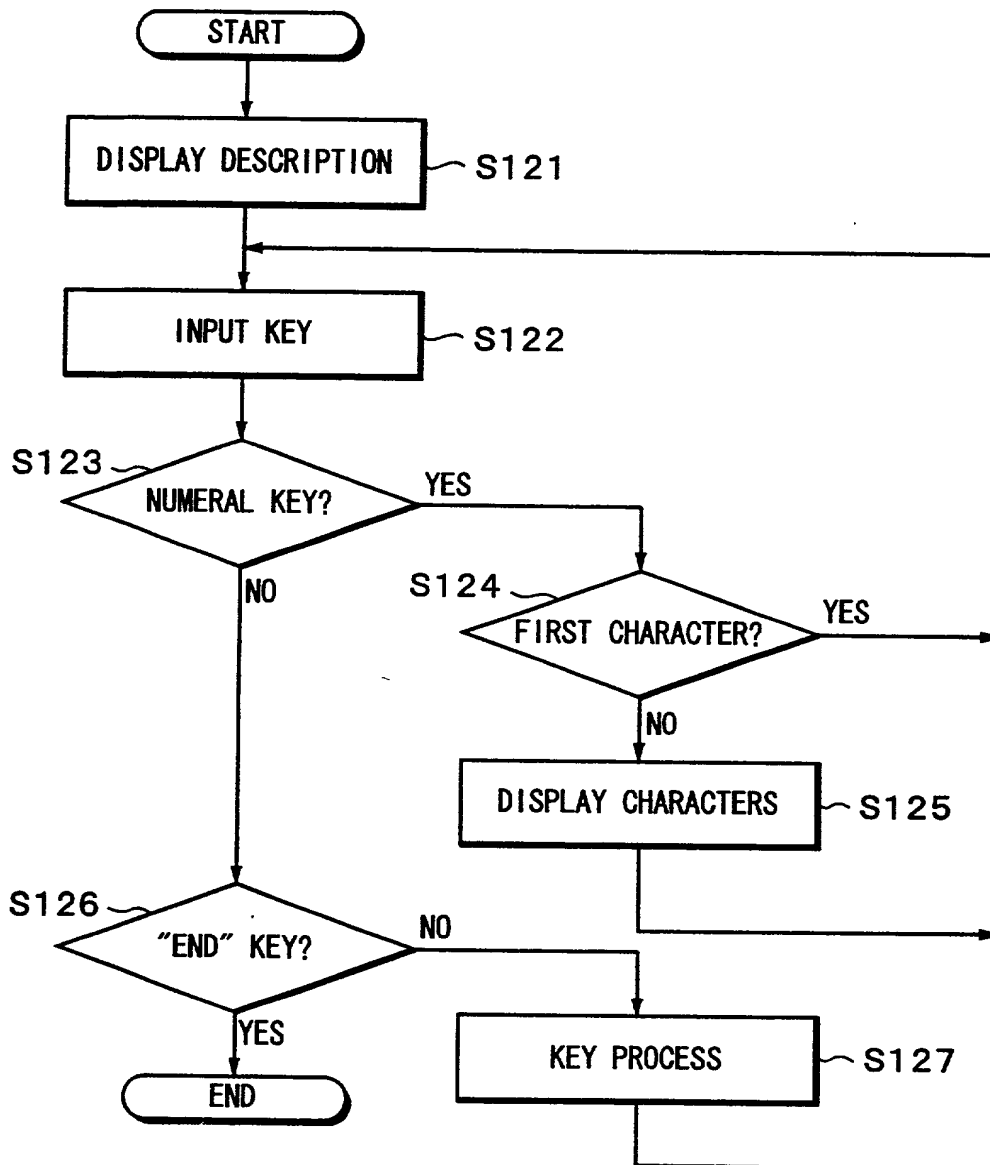 START
DISPLAY DESCRIPTION
S121
INPUT KEY
S122
S123
NUMERAL KEY?
YES
NO
S124
FIRST CHARACTER?
YES
NO
DISPLAY CHARACTERS
S125
S126
"END" KEY?
NO
YES
KEY PROCESS
S127
END